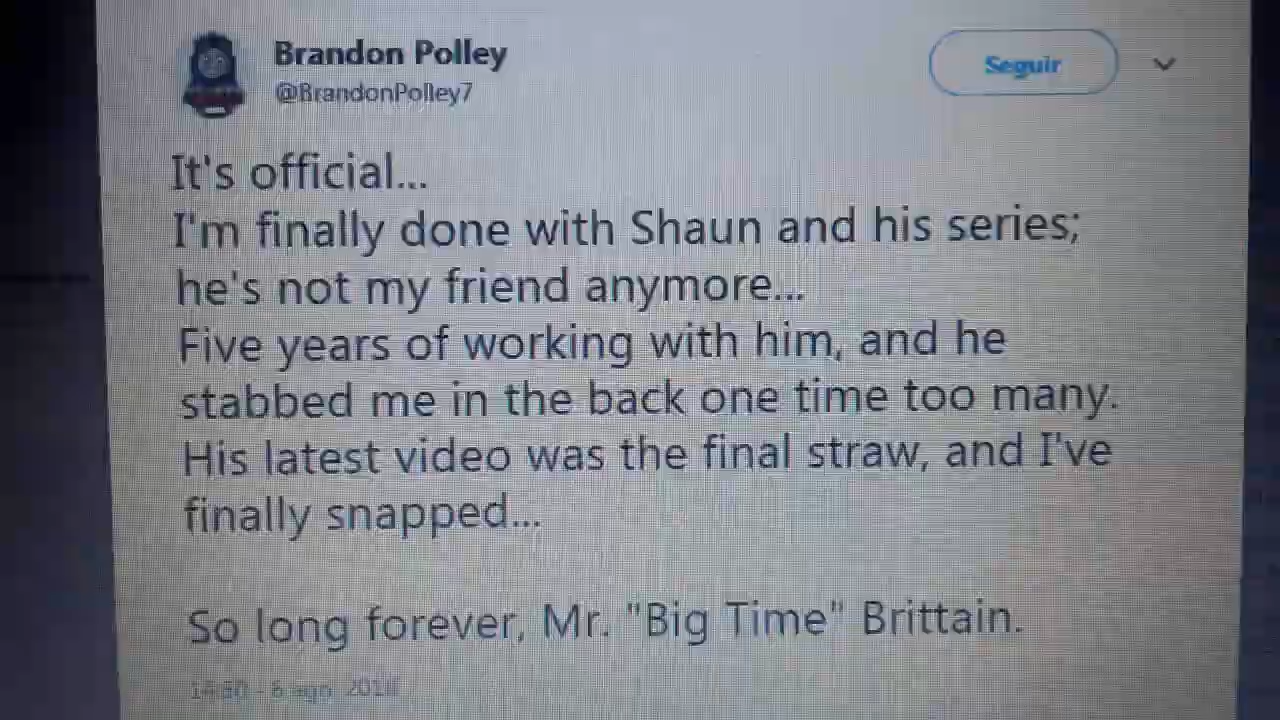 Brandon Polley
@BrandonPolley7
Seguir
It's official...
I'm finally done with Shaun and his series;
he's not my friend anymore...
Five years of working with him, and he
stabbed me in the back one time too many.
His latest video was the final straw, and I've
finally snapped...
So long forever, Mr. "Big Time" Brittain.
6 ago.